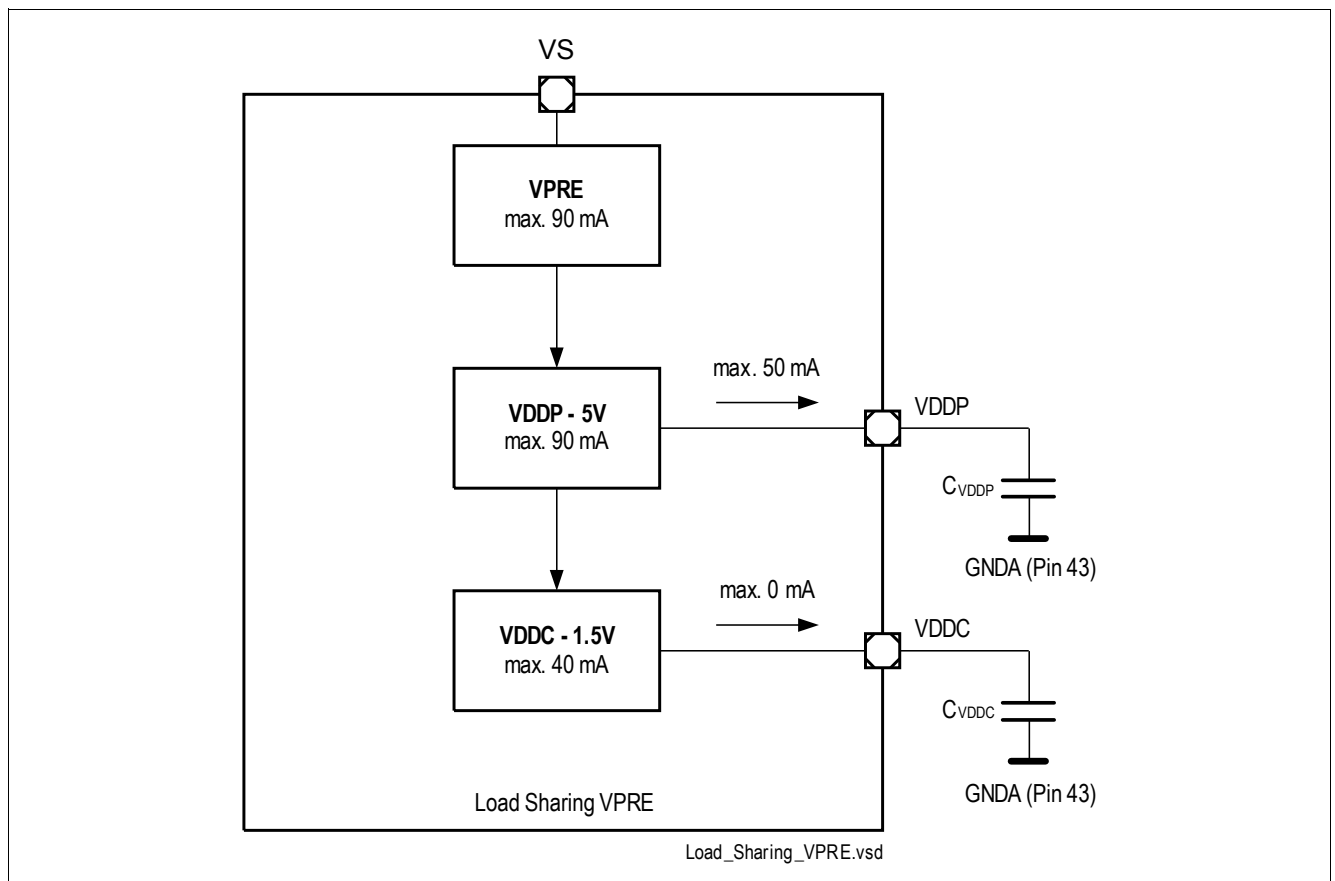 VS
VPRE
max. 90 mA
max. 50 mA
VDDP
VDDP - 5V
max. 90 mA
CVDDP
GNDA (Pin 43)
max. 0 mA
VDDC
VDDC - 1.5V
max. 40 mA
CVDDC
GNDA (Pin 43)
Load Sharing VPRE
Load_Sharing_VPRE.vsd